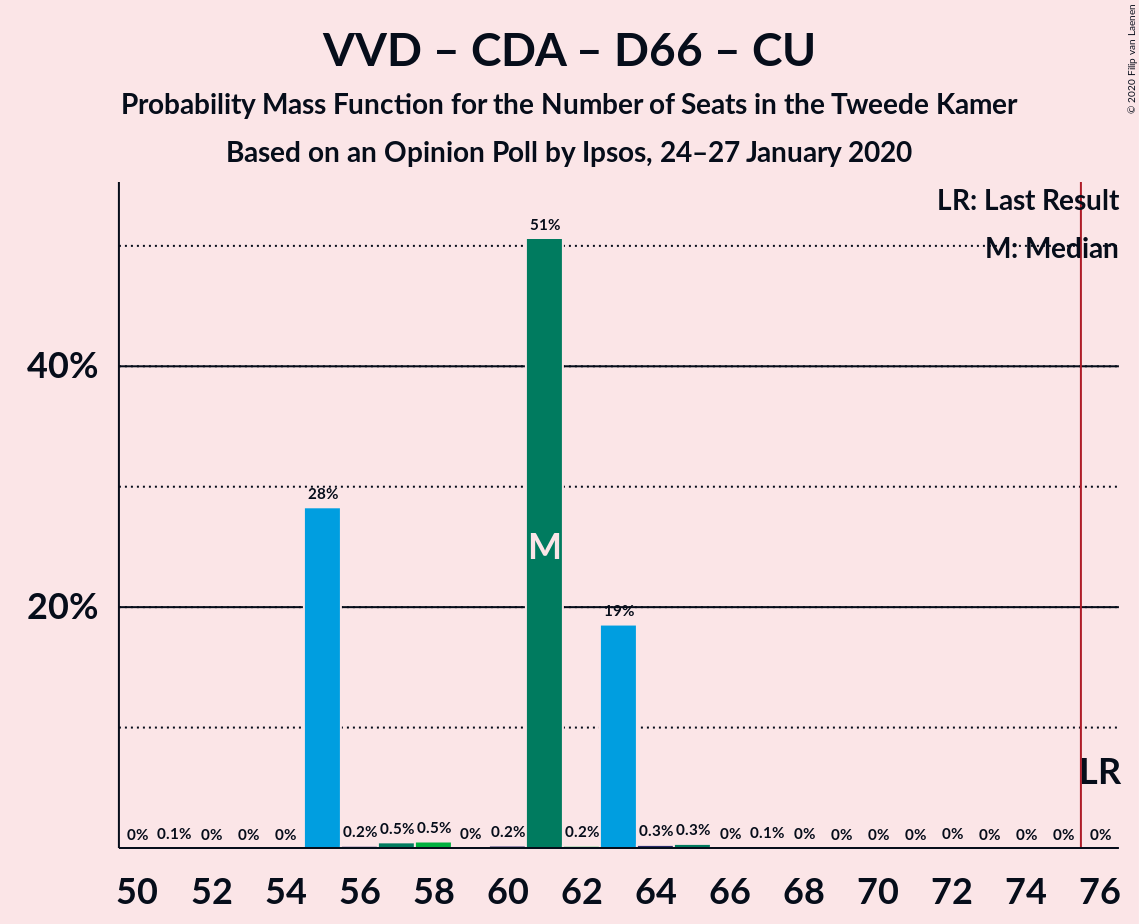 VVD – CDA – D66 – CU
Probability Mass Function for the Number of Seats in the Tweede Kamer
Based on an Opinion Poll by Ipsos, 24–27 January 2020
© 2020 Filip van Laenen
LR: Last Result
M: Median
51%
40%
28%
M
20%
19%
LR
0% 0.1% 0% 0% 0% 0.2% 0.5% 0.5% 0% 0.2% 0.2% 0.3% 0.3% 0% 0.1% 0% 0% 0% 0% 0% 0% 0% 0% 0%
50 52 54 56 58 60 62 64 66 68 70 72 74 76